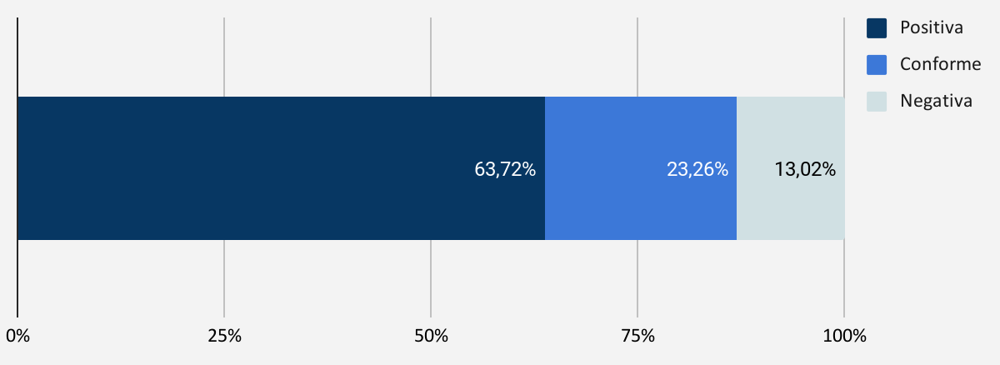 Positiva
Conforme
Negativa
63,72% 23,26% 13,02%
0% 25% 50% 75% 100%